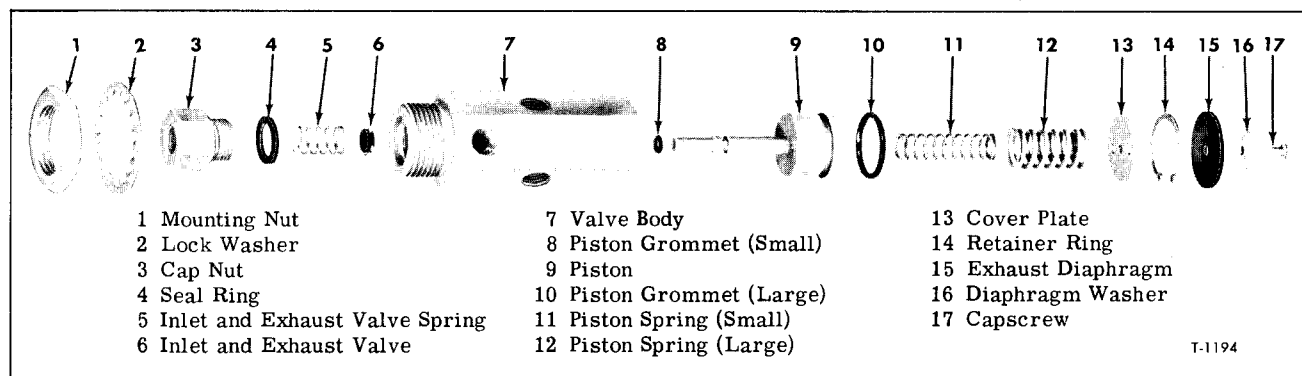 1 2 3 4 5 6 7 8 9 10 11 12 13 14 15 16 17
1 Mounting Nut
2 Lock Washer
3 Cap Nut
4 Seal Ring
5 Inlet and Exhaust Valve Spring
6 Inlet and Exhaust Valve
7 Valve Body
8 Piston Grommet (Small)
9 Piston
10 Piston Grommet (Large)
11 Piston Spring (Small)
12 Piston Spring (Large)
13 Cover Plate
14 Retainer Ring
15 Exhaust Diaphragm
16 Diaphragm Washer
17 Capscrew
T-1194